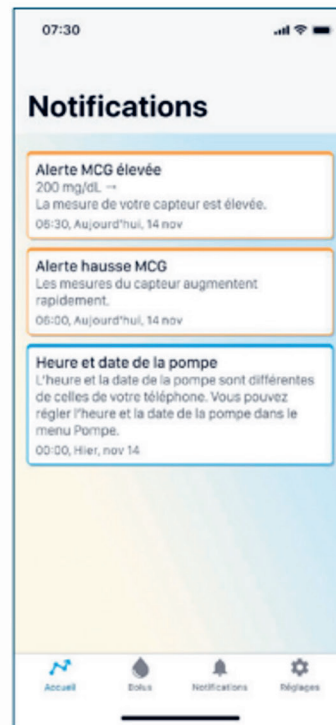 07:30
Notifications
Alerte MCG élevée
200 mg/dL →
La mesure de votre capteur est élevée.
06:30, Aujourd'hui, 14 nov
Alerte hausse MCG
Les mesures du capteur augmentent
rapidement.
06:00, Aujourd'hui, 14 nov
Heure et date de la pompe
L'heure et la date de la pompe sont différentes
de celles de votre téléphone. Vous pouvez
régler l'heure et la date de la pompe dans le
menu Pompe.
00:00, Hier, nov 14
Accueil Bolus Notifications Réglages